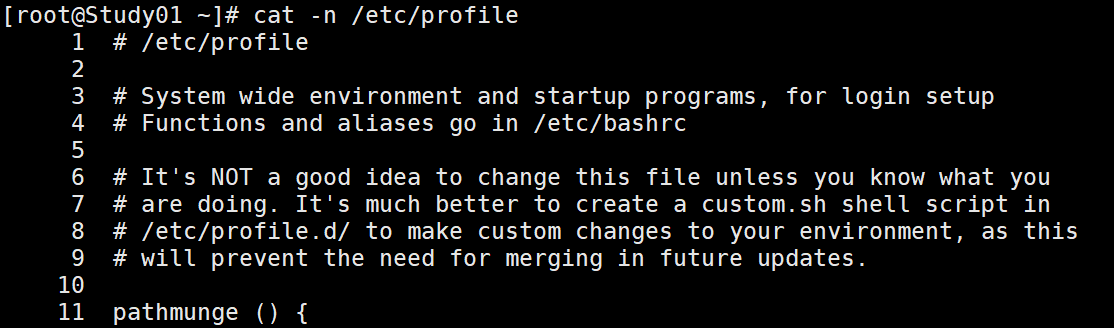 [root@Study01 ~]# cat -n /etc/profile
     1  # /etc/profile
     2
     3  # System wide environment and startup programs, for login setup
     4  # Functions and aliases go in /etc/bashrc
     5
     6  # It's NOT a good idea to change this file unless you know what you
     7  # are doing. It's much better to create a custom.sh shell script in
     8  # /etc/profile.d/ to make custom changes to your environment, as this
     9  # will prevent the need for merging in future updates.
    10
    11  pathmunge () {